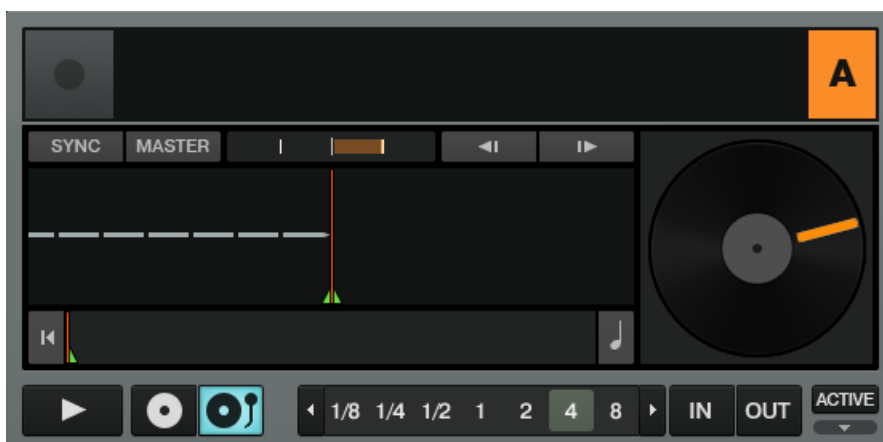 A
SYNC MASTER
1/8 1/4 1/2 1 2 4 8 IN OUT ACTIVE